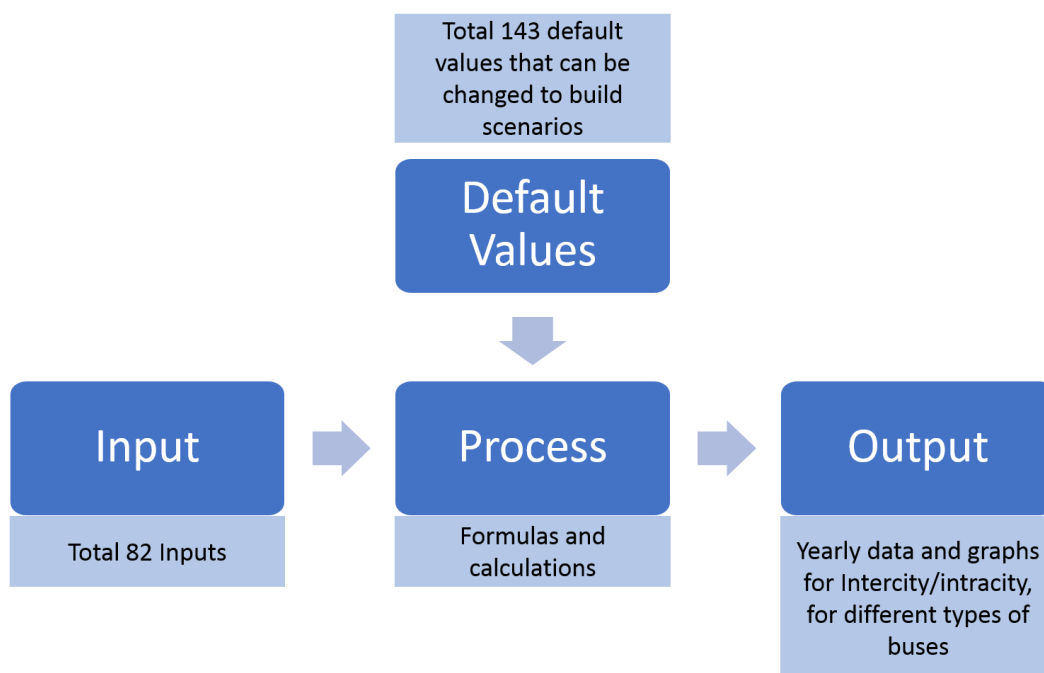 Total 143 default
values that can be
changed to build
scenarios
Default
Values
Input
Process
Output
Total 82 Inputs
Formulas and
calculations
Yearly data and graphs
for Intercity/intracity,
for different types of
buses